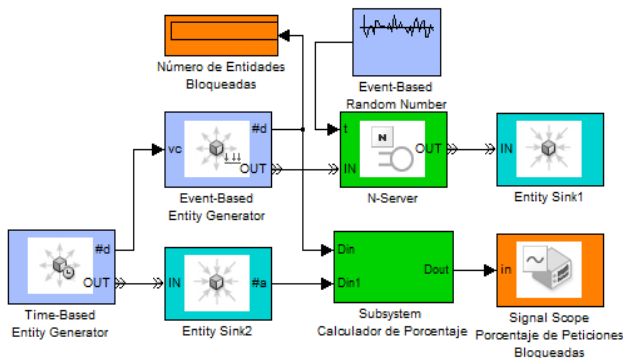 Número de Entidades
Bloqueadas
Event-Based
Random Number
#d
vc
OUT
Event-Based
Entity Generator
t
N
OUT
IN
N-Server
IN
Entity Sink1
#d
OUT
Time-Based
Entity Generator
IN
#a
Entity Sink2
Din
Dout
Din1
Subsystem
Calculador de Porcentaje
in
Signal Scope
Porcentaje de Peticiones
Bloqueadas